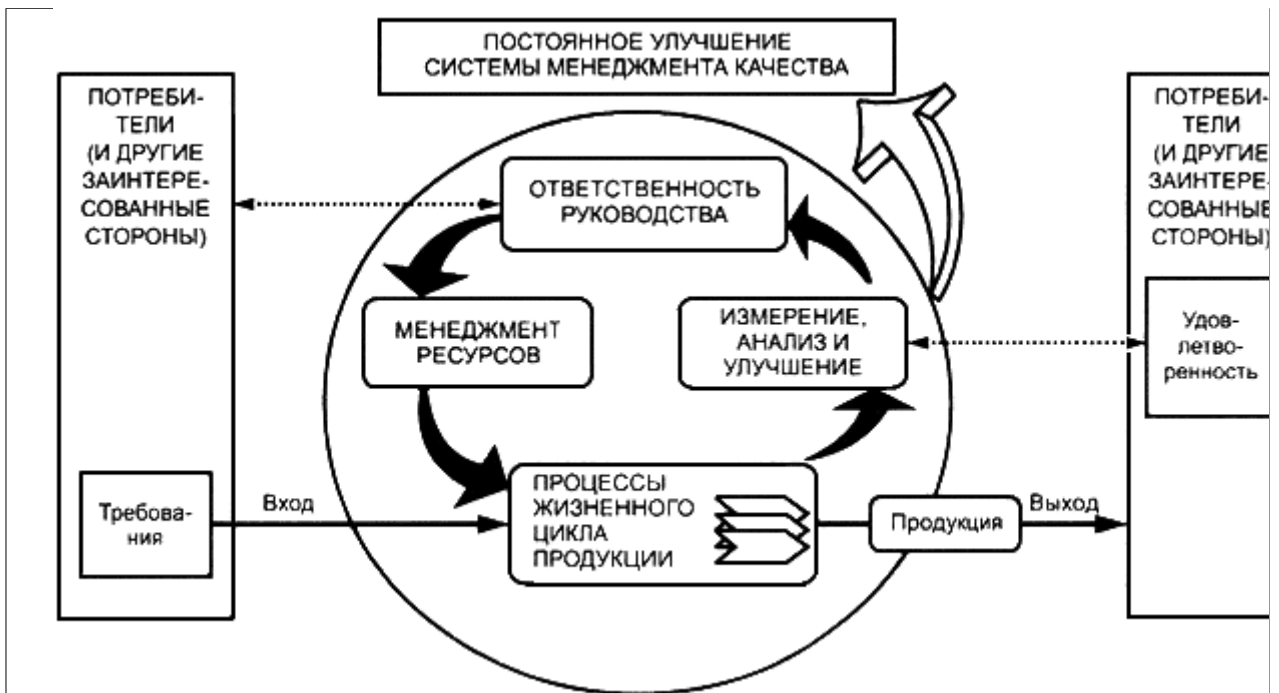 ПОСТОЯННОЕ УЛУЧШЕНИЕ
СИСТЕМЫ МЕНЕДЖМЕНТА КАЧЕСТВА
ПОТРЕБИ-
ТЕЛИ
(И ДРУГИЕ
ЗАИНТЕРЕ-
СОВАННЫЕ
СТОРОНЫ)
ОТВЕТСТВЕННОСТЬ
РУКОВОДСТВА
ПОТРЕБИ-
ТЕЛИ
(И ДРУГИЕ
ЗАИНТЕРЕ-
СОВАННЫЕ
СТОРОНЫ)
МЕНЕДЖМЕНТ
РЕСУРСОВ
ИЗМЕРЕНИЕ,
АНАЛИЗ И
УЛУЧШЕНИЕ
Удов-
летво-
ренность
Требова-
ния
Вход
ПРОЦЕССЫ
ЖИЗНЕННОГО
ЦИКЛА
ПРОДУКЦИИ
Продукция
Выход